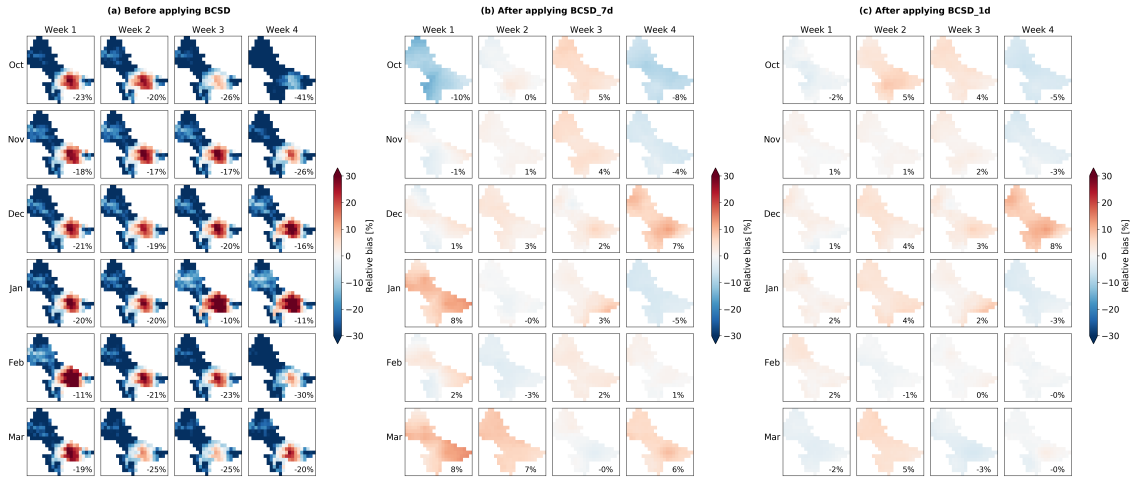 (a) Before applying BCSD
Week 1 Week 2 Week 3 Week 4
Oct -23% -20% -26% -41%
Nov -18% -17% -17% -26%
Dec -21% -19% -20% -16%
Jan -20% -20% -10% -11%
Feb -11% -21% -23% -30%
Mar -19% -25% -25% -20%
30
20
10
0
−10
−20
−30
Relative bias [%]
(b) After applying BCSD_7d
Week 1 Week 2 Week 3 Week 4
Oct -10% 0% 5% -8%
Nov -1% 1% 4% -4%
Dec 1% 3% 2% 7%
Jan 8% -0% 3% -5%
Feb 2% -3% 2% 1%
Mar 8% 7% -0% 6%
30
20
10
0
−10
−20
−30
Relative bias [%]
(c) After applying BCSD_1d
Week 1 Week 2 Week 3 Week 4
Oct -2% 5% 4% -5%
Nov 1% 1% 2% -3%
Dec 1% 4% 3% 8%
Jan 2% 4% 2% -3%
Feb 2% -1% 0% -0%
Mar -2% 5% -3% 0%
30
20
10
0
−10
−20
−30
Relative bias [%]